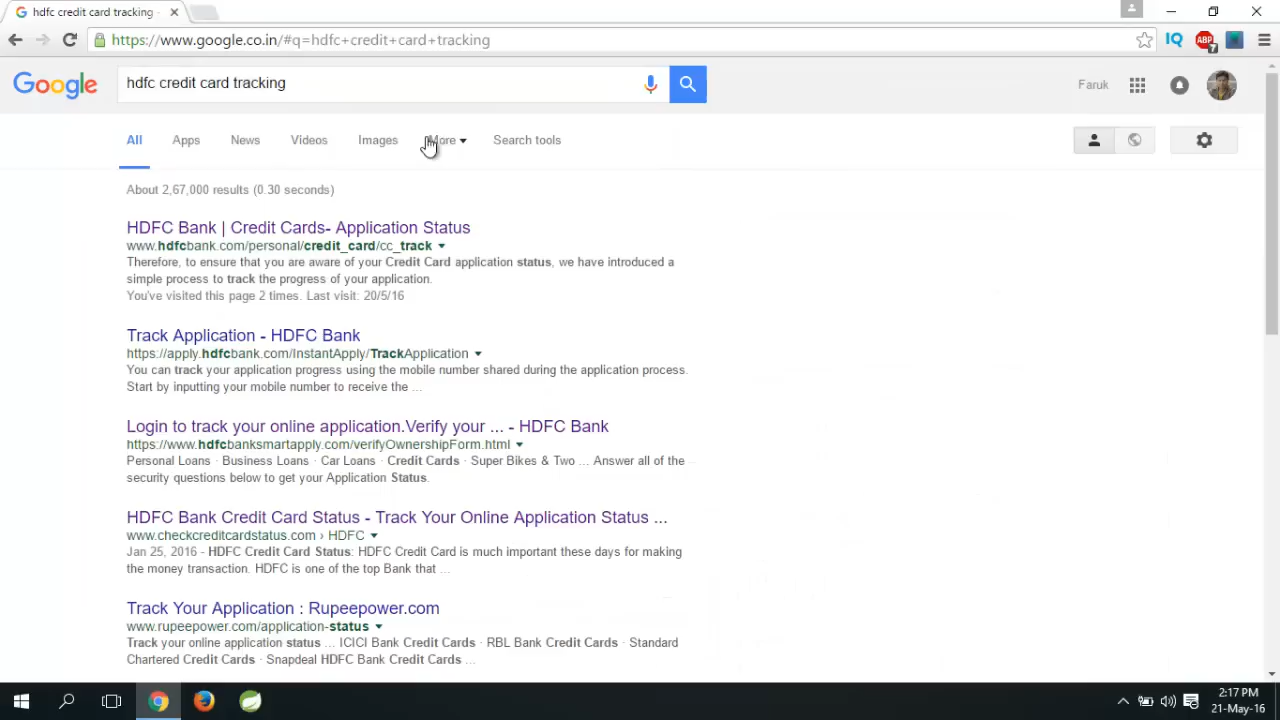 hdfc credit card tracking
https://www.google.co.in/#q=hdfc+credit+card+tracking
IQ
ABP
7
Google
hdfc credit card tracking
Faruk
All Apps News Videos Images More Search tools
About 2,67,000 results (0.30 seconds)
HDFC Bank | Credit Cards- Application Status
www.hdfcbank.com/personal/credit_card/cc_track
Therefore, to ensure that you are aware of your Credit Card application status, we have introduced a
simple process to track the progress of your application.
You've visited this page 2 times. Last visit: 20/5/16
Track Application - HDFC Bank
https://apply.hdfcbank.com/InstantApply/TrackApplication
You can track your application progress using the mobile number shared during the application process.
Start by inputting your mobile number to receive the ...
Login to track your online application.Verify your ... - HDFC Bank
https://www.hdfcbanksmartapply.com/verifyOwnershipForm.html
Personal Loans · Business Loans · Car Loans · Credit Cards · Super Bikes & Two ... Answer all of the
security questions below to get your Application Status.
HDFC Bank Credit Card Status - Track Your Online Application Status ...
www.checkcreditcardstatus.com › HDFC
Jan 25, 2016 - HDFC Credit Card Status: HDFC Credit Card is much important these days for making
the money transaction. HDFC is one of the top Bank that ...
Track Your Application : Rupeepower.com
www.rupeepower.com/application-status
Track your online application status ... ICICI Bank Credit Cards · RBL Bank Credit Cards · Standard
Chartered Credit Cards · Snapdeal HDFC Bank Credit Cards ...
2:17 PM
21-May-16